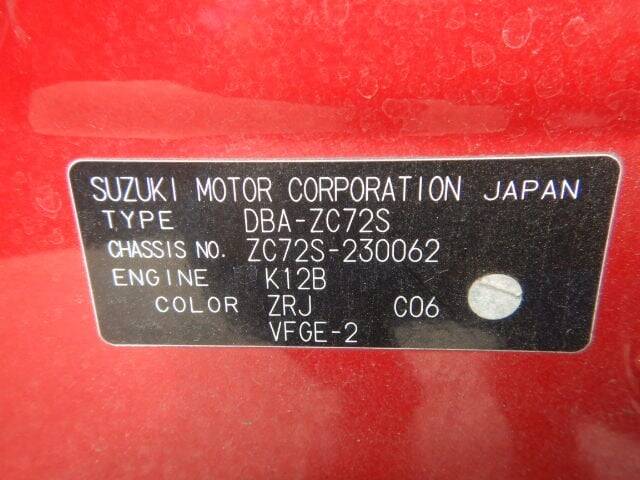 SUZUKI MOTOR CORPORATION JAPAN
TYPE DBA-ZC72S
CHASSIS NO. ZC72S-230062
ENGINE K12B
COLOR ZRJ C06
VFGE-2